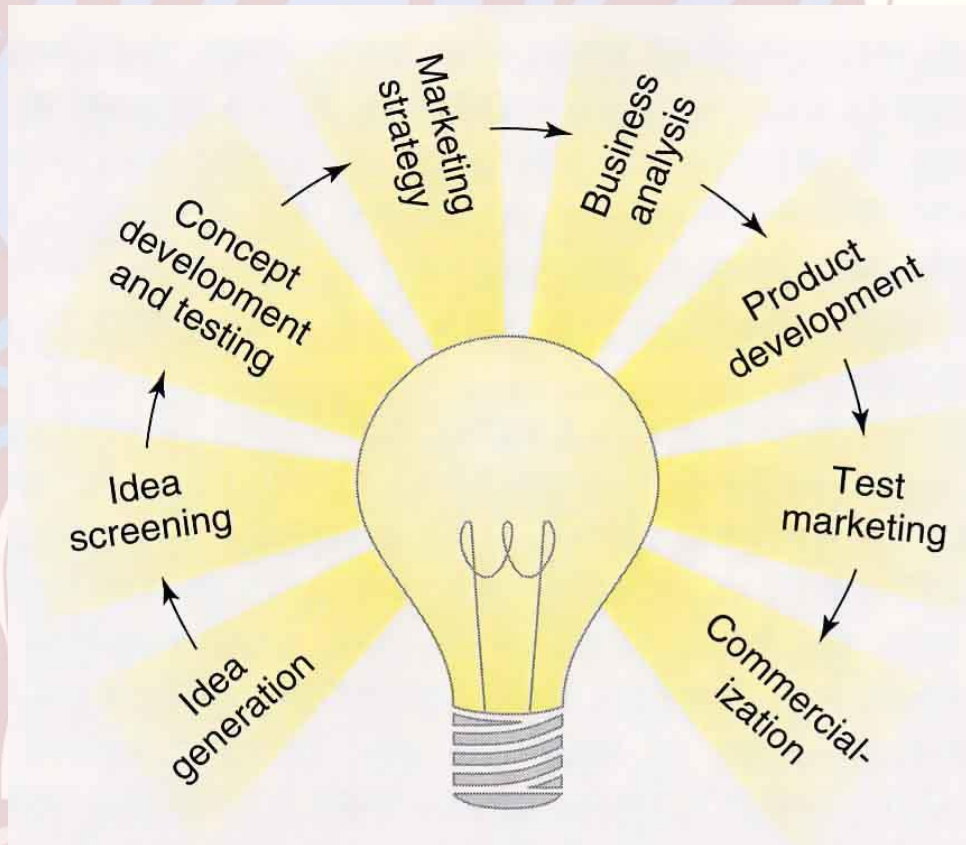 Idea
generation
Idea
screening
Concept
development
and testing
Marketing
strategy
Business
analysis
Product
development
Test
marketing
Commercial-
ization